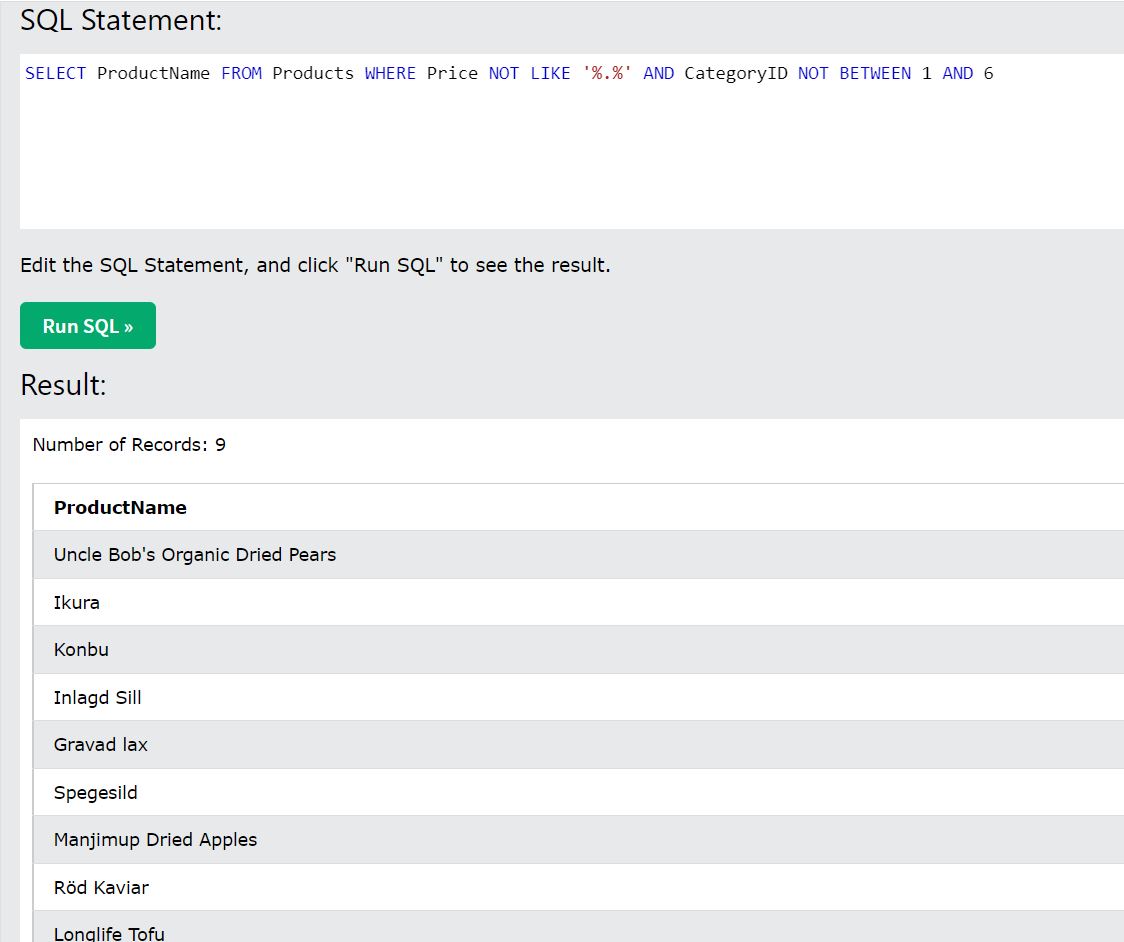 SQL Statement:
SELECT ProductName FROM Products WHERE Price NOT LIKE '%.%' AND CategoryID NOT BETWEEN 1 AND 6
Edit the SQL Statement, and click "Run SQL" to see the result.
Run SQL »
Result:
Number of Records: 9
ProductName
Uncle Bob's Organic Dried Pears
Ikura
Konbu
Inlagd Sill
Gravad lax
Spegesild
Manjimup Dried Apples
Röd Kaviar
Longlife Tofu